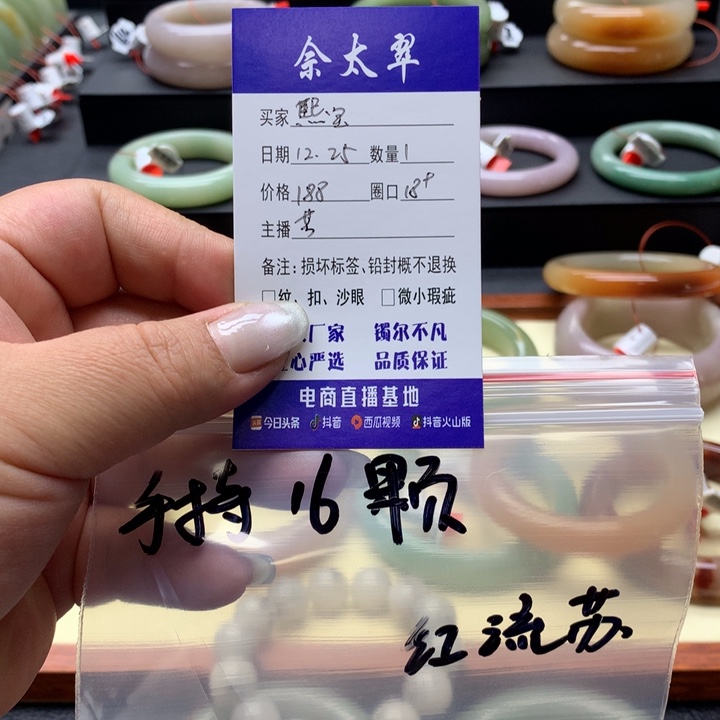 佘太翠
买家 熙宝
日期 12.25 数量 1
价格 188 圈口 18+
主播
备注:损坏标签、铅封概不退换
□纹、扣、沙眼 □微小瑕疵
厂家 镯尔不凡
心严选 品质保证
电商直播基地
今日头条 抖音 西瓜视频 抖音火山版
手持16颗
红流苏